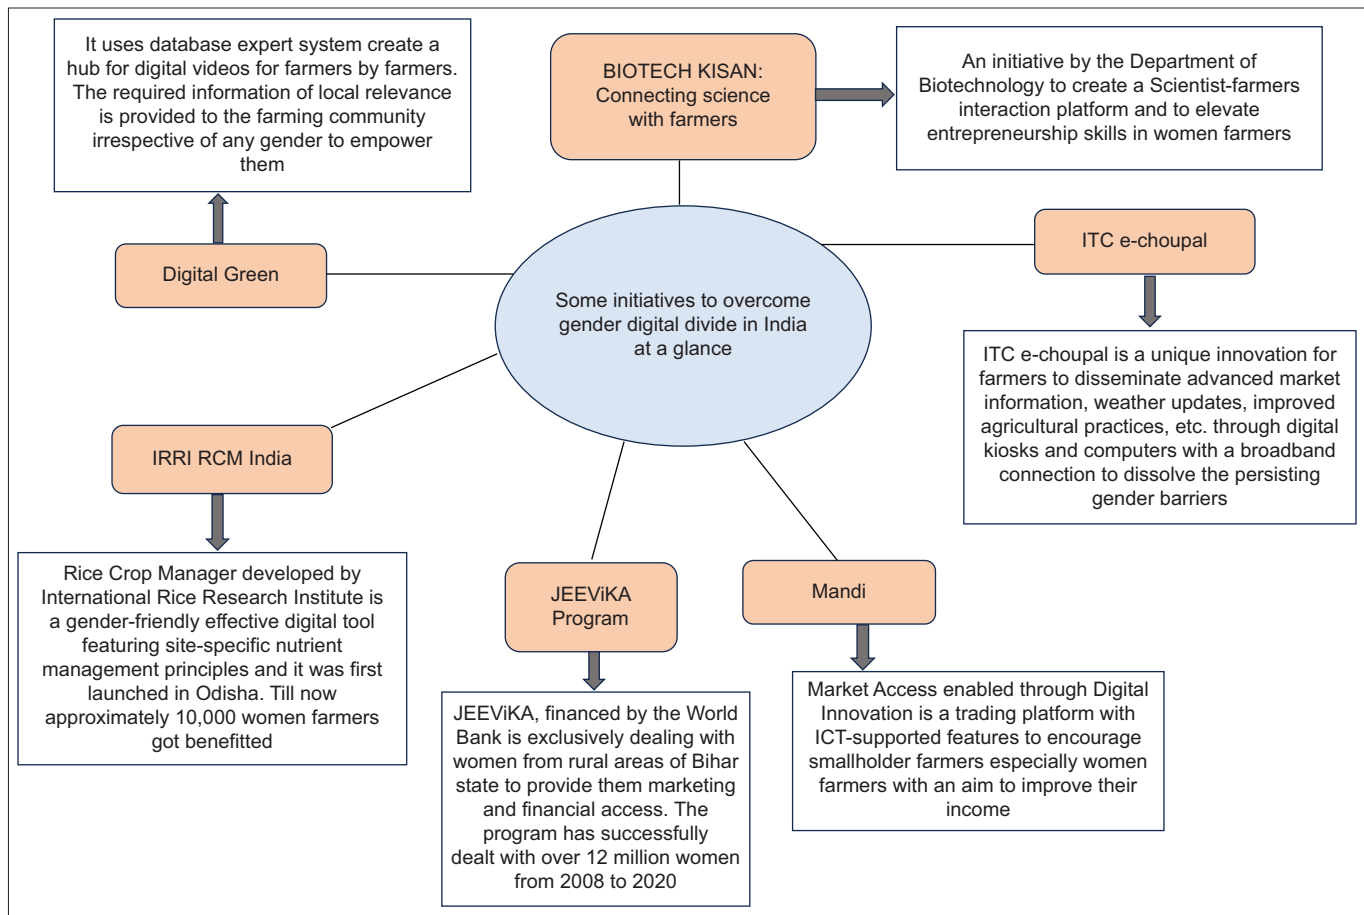 It uses database expert system create a
hub for digital videos for farmers by farmers.
The required information of local relevance
is provided to the farming community
irrespective of any gender to empower
them
BIOTECH KISAN:
Connecting science
with farmers
An initiative by the Department of
Biotechnology to create a Scientist-farmers
interaction platform and to elevate
entrepreneurship skills in women farmers
Digital Green
ITC e-choupal
Some initiatives to overcome
gender digital divide in India
at a glance
ITC e-choupal is a unique innovation for
farmers to disseminate advanced market
information, weather updates, improved
agricultural practices, etc. through digital
kiosks and computers with a broadband
connection to dissolve the persisting
gender barriers
IRRI RCM India
Rice Crop Manager developed by
International Rice Research Institute is
a gender-friendly effective digital tool
featuring site-specific nutrient
management principles and it was first
launched in Odisha. Till now
approximately 10,000 women farmers
got benefitted
JEEViKA
Program
JEEViKA, financed by the World
Bank is exclusively dealing with
women from rural areas of Bihar
state to provide them marketing
and financial access. The
program has successfully
dealt with over 12 million women
from 2008 to 2020
Mandi
Market Access enabled through Digital
Innovation is a trading platform with
ICT-supported features to encourage
smallholder farmers especially women
farmers with an aim to improve their
income